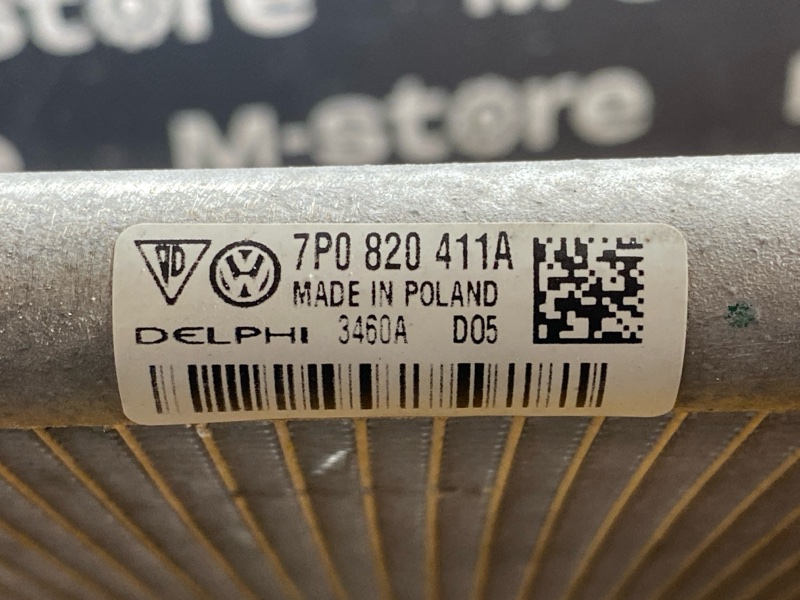 M-store
7P0 820 411A
MADE IN POLAND
DELPHI 3460A D05